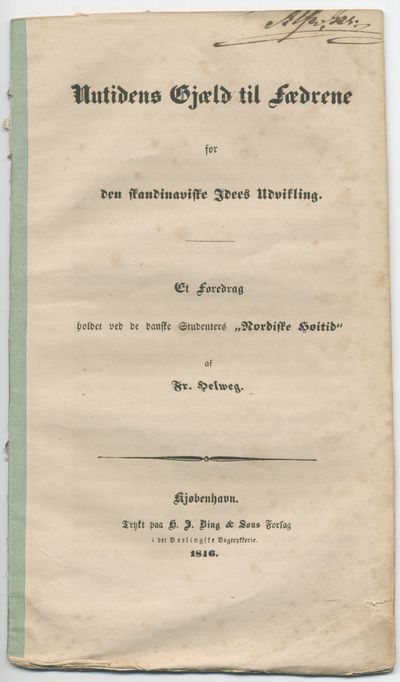 Nutidens Gjæld til Fædrene
for
den skandinaviske Idees Udvikling.
Et Foredrag
holdet ved de danske Studenters „Nordiske Høitid"
af
Fr. Helweg.
Kjøbenhavn.
Trykt paa H. J. Bing & Søns Forlag
i det Berlingske Bogtrykkerie.
1846.